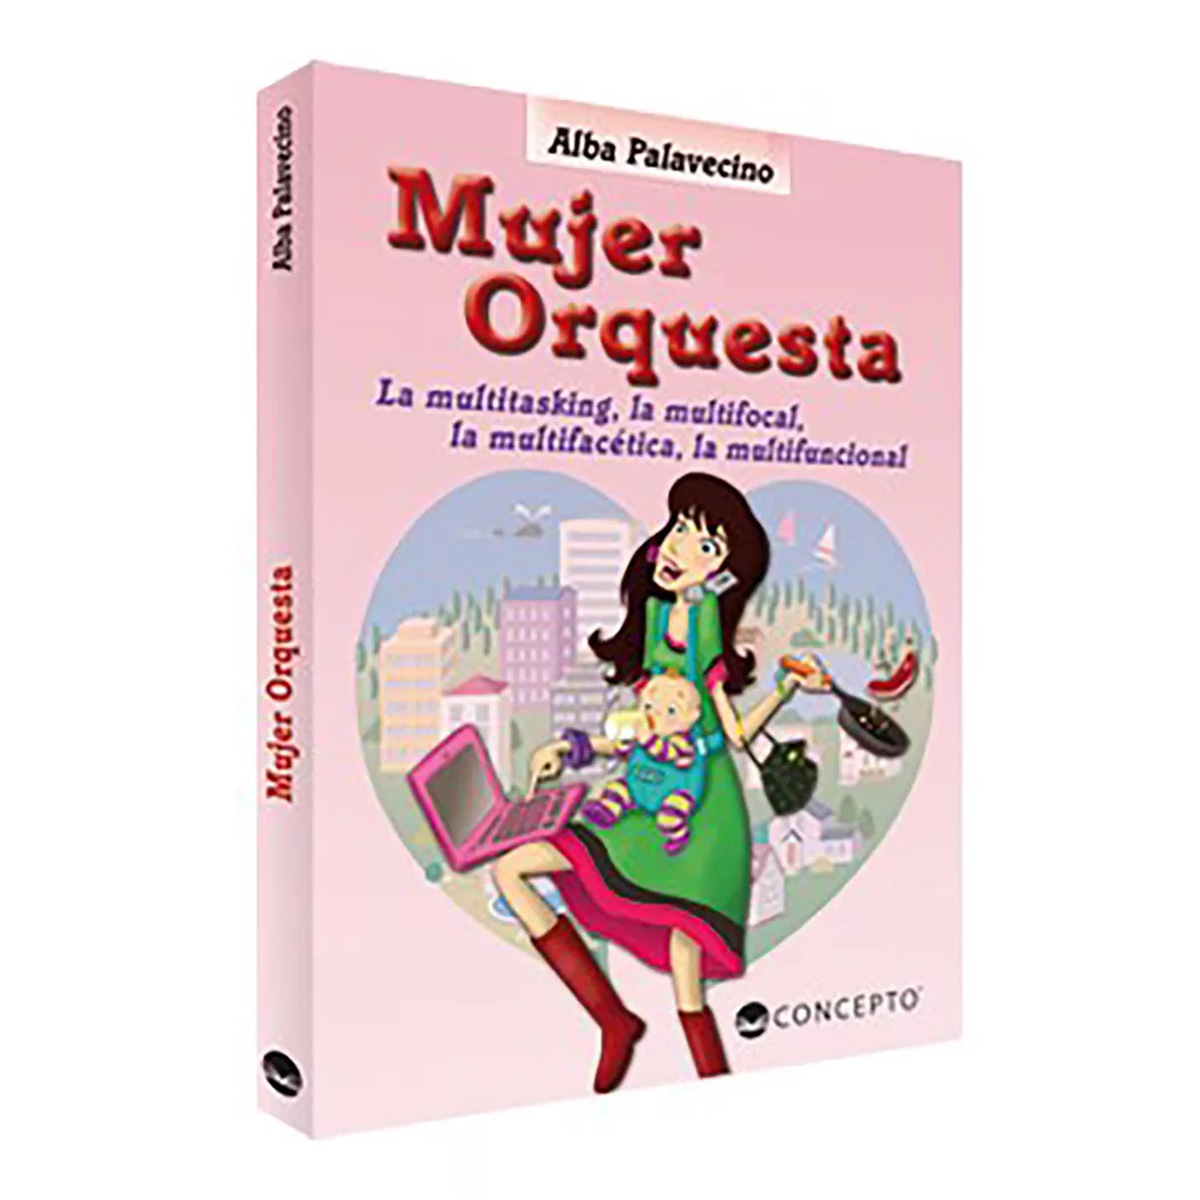 Alba Palavecino
Mujer
Orquesta
La multitasking, la multifocal,
la multifacética, la multifuncional
CONCEPTO
Alba Palavecino
Mujer Orquesta